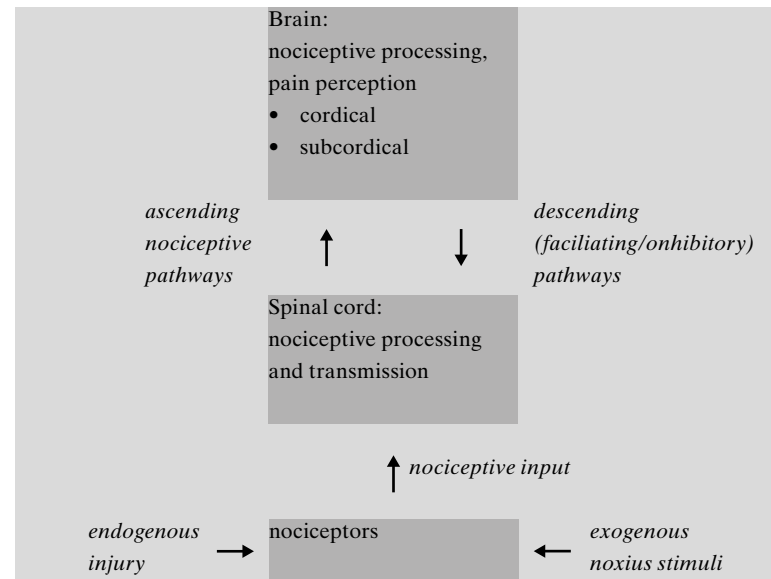 Brain:
nociceptive processing,
pain perception
• cordical
• subcordical
ascending
nociceptive
pathways
descending
(faciliating/onhibitory)
pathways
Spinal cord:
nociceptive processing
and transmission
nociceptive input
endogenous
injury
nociceptors
exogenous
noxius stimuli